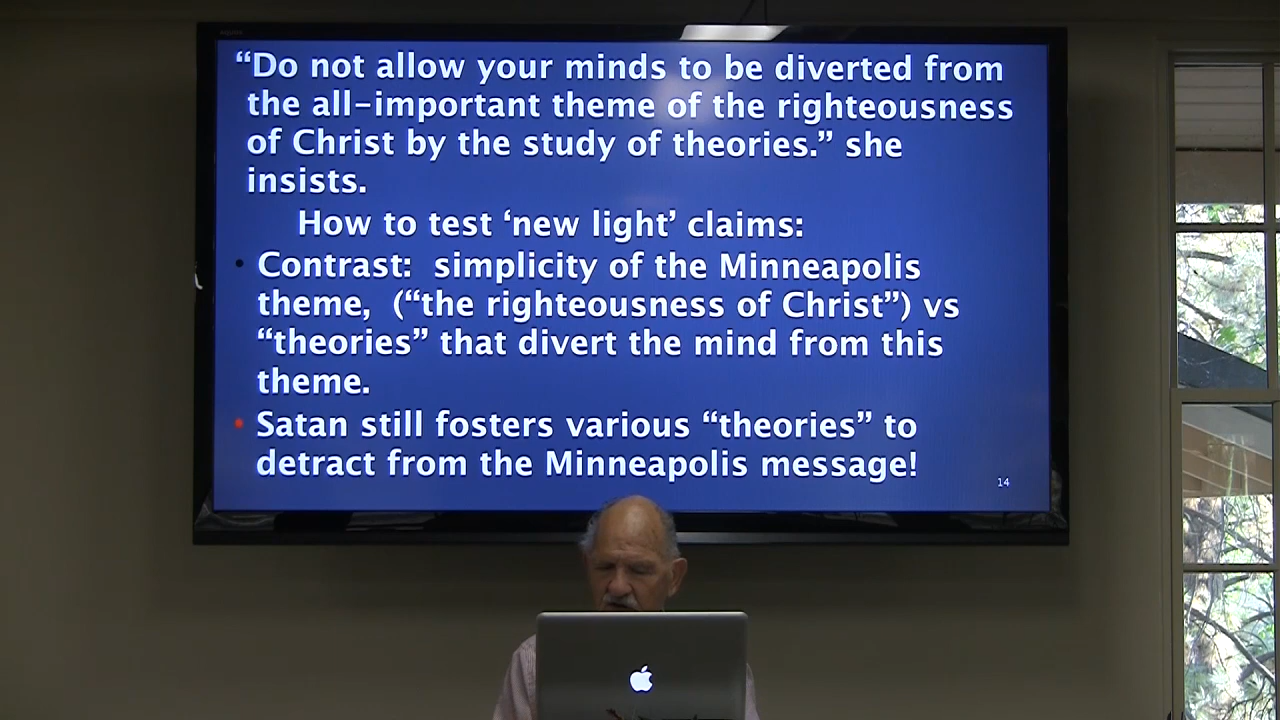 “Do not allow your minds to be diverted from
the all-important theme of the righteousness
of Christ by the study of theories.” she
insists.
How to test ‘new light’ claims:
• Contrast: simplicity of the Minneapolis
theme, (“the righteousness of Christ”) vs
“theories” that divert the mind from this
theme.
• Satan still fosters various “theories” to
detract from the Minneapolis message!
14